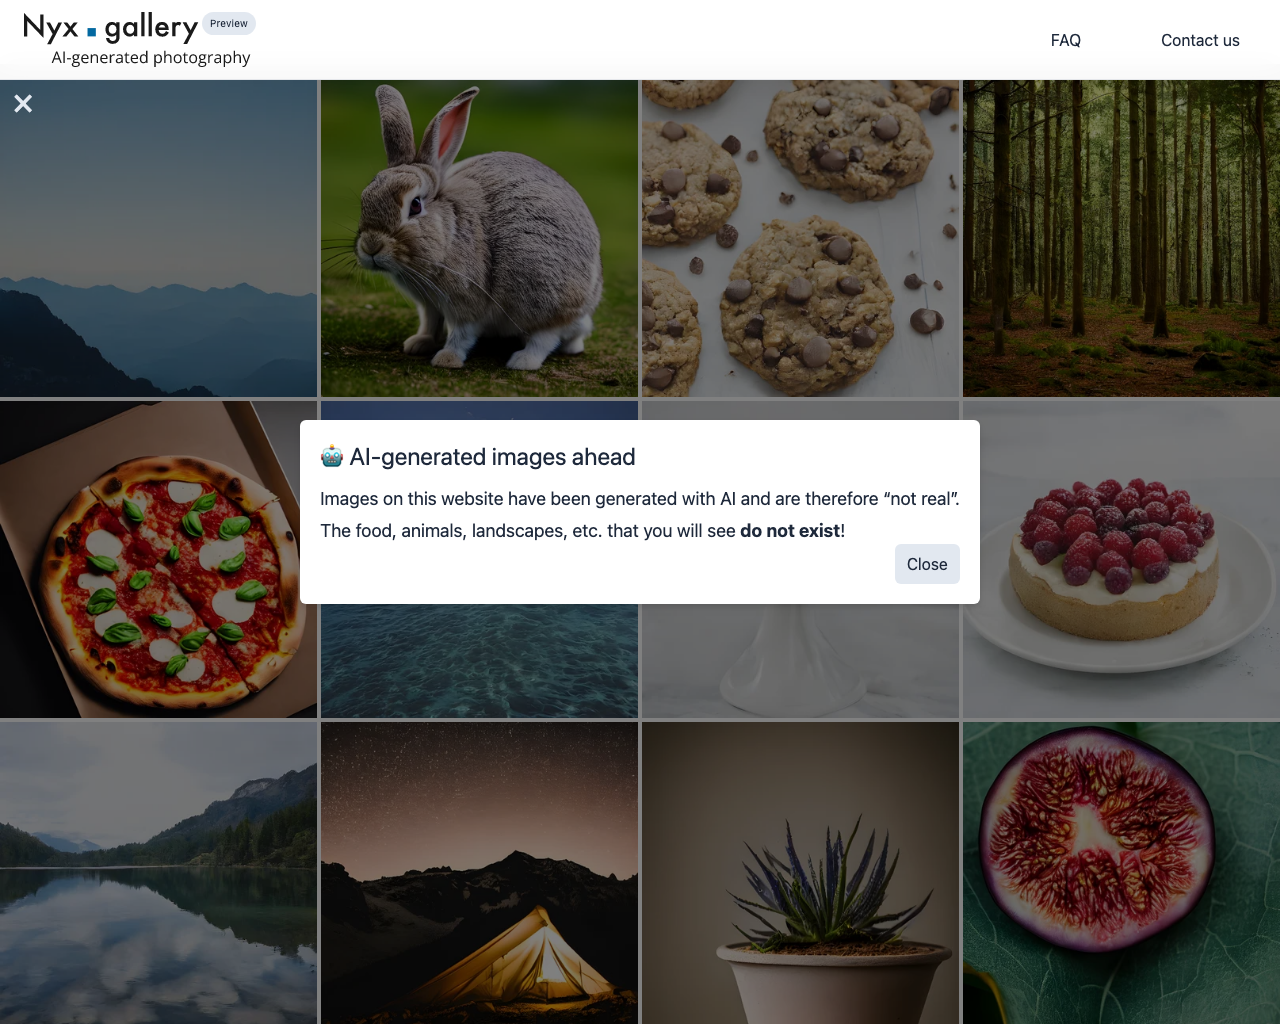 Nyx gallery
Preview
AI-generated photography
FAQ
Contact us
🤖 AI-generated images ahead
Images on this website have been generated with AI and are therefore “not real”.
The food, animals, landscapes, etc. that you will see do not exist!
Close